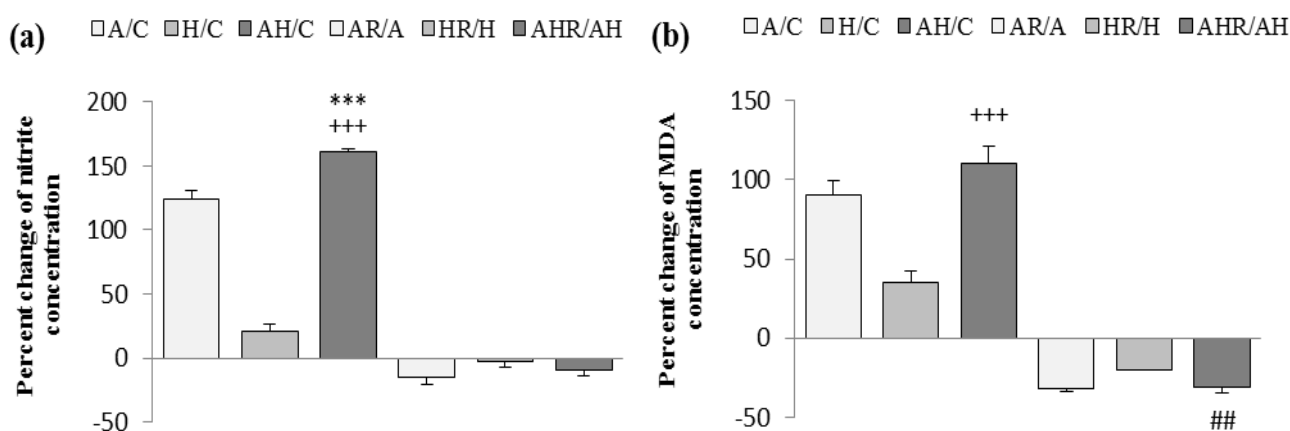 (a) A/C H/C AH/C AR/A HR/H AHR/AH
Percent change of nitrite
concentration
200
150
100
50
0
-50
***
+++
(b) A/C H/C AH/C AR/A HR/H AHR/AH
Percent change of MDA
concentration
150
100
50
0
-50
+++
##